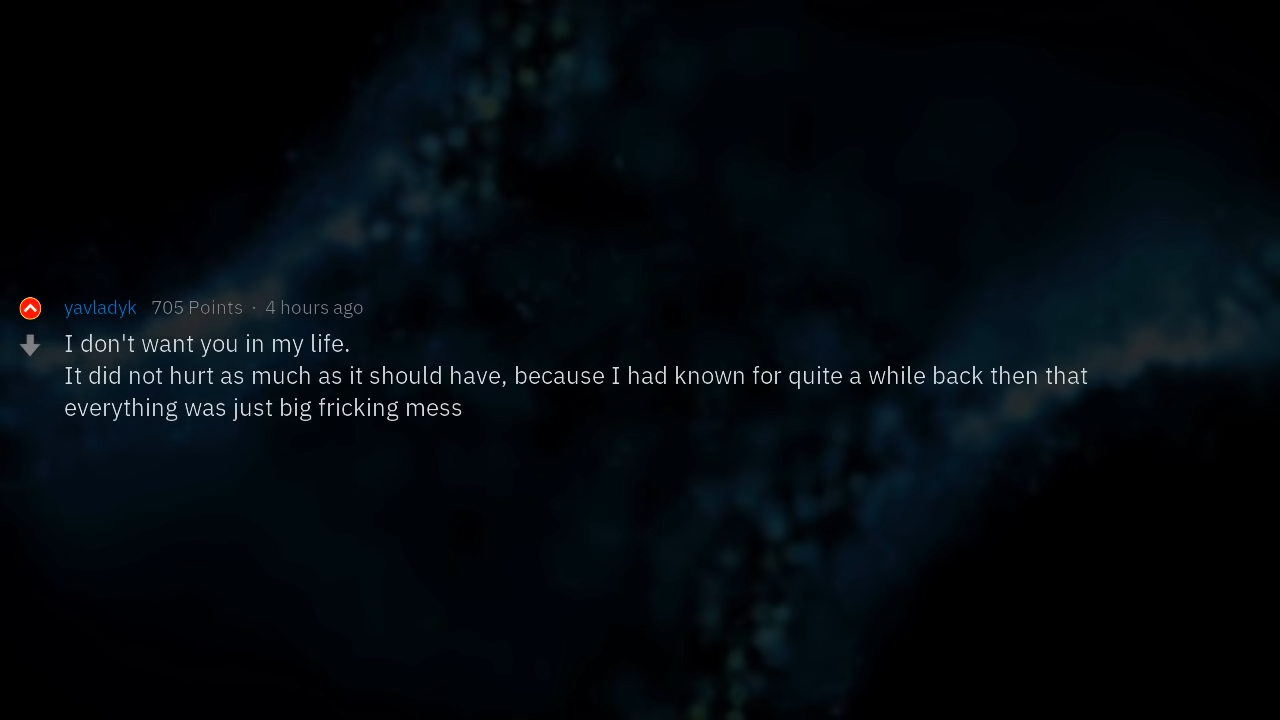 yavladyk 705 Points · 4 hours ago
I don't want you in my life.
It did not hurt as much as it should have, because I had known for quite a while back then that
everything was just big fricking mess